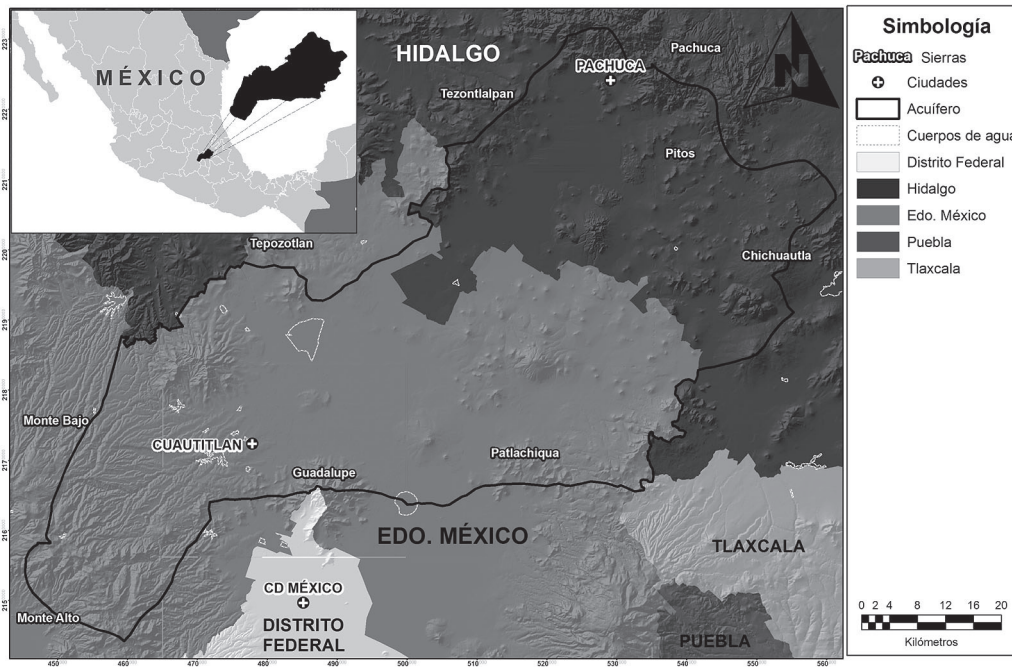 MÉXICO
HIDALGO
Pachuca
PACHUCA
Tezontlalpan
Pitos
Tepozotlan
Chichuautla
Monte Bajo
CUAUTITLAN
Guadalupe
Patlachiqua
EDO. MÉXICO
TLAXCALA
CD MÉXICO
DISTRITO
FEDERAL
Monte Alto
PUEBLA
N
223
222
221
220
219
218
217
216
215
450 460 470 480 490 500 510 520 530 540 550 560
Simbología
Pachuca Sierras
Ciudades
Acuífero
Cuerpos de agua
Distrito Federal
Hidalgo
Edo. México
Puebla
Tlaxcala
0 2 4 8 12 16 20
Kilómetros